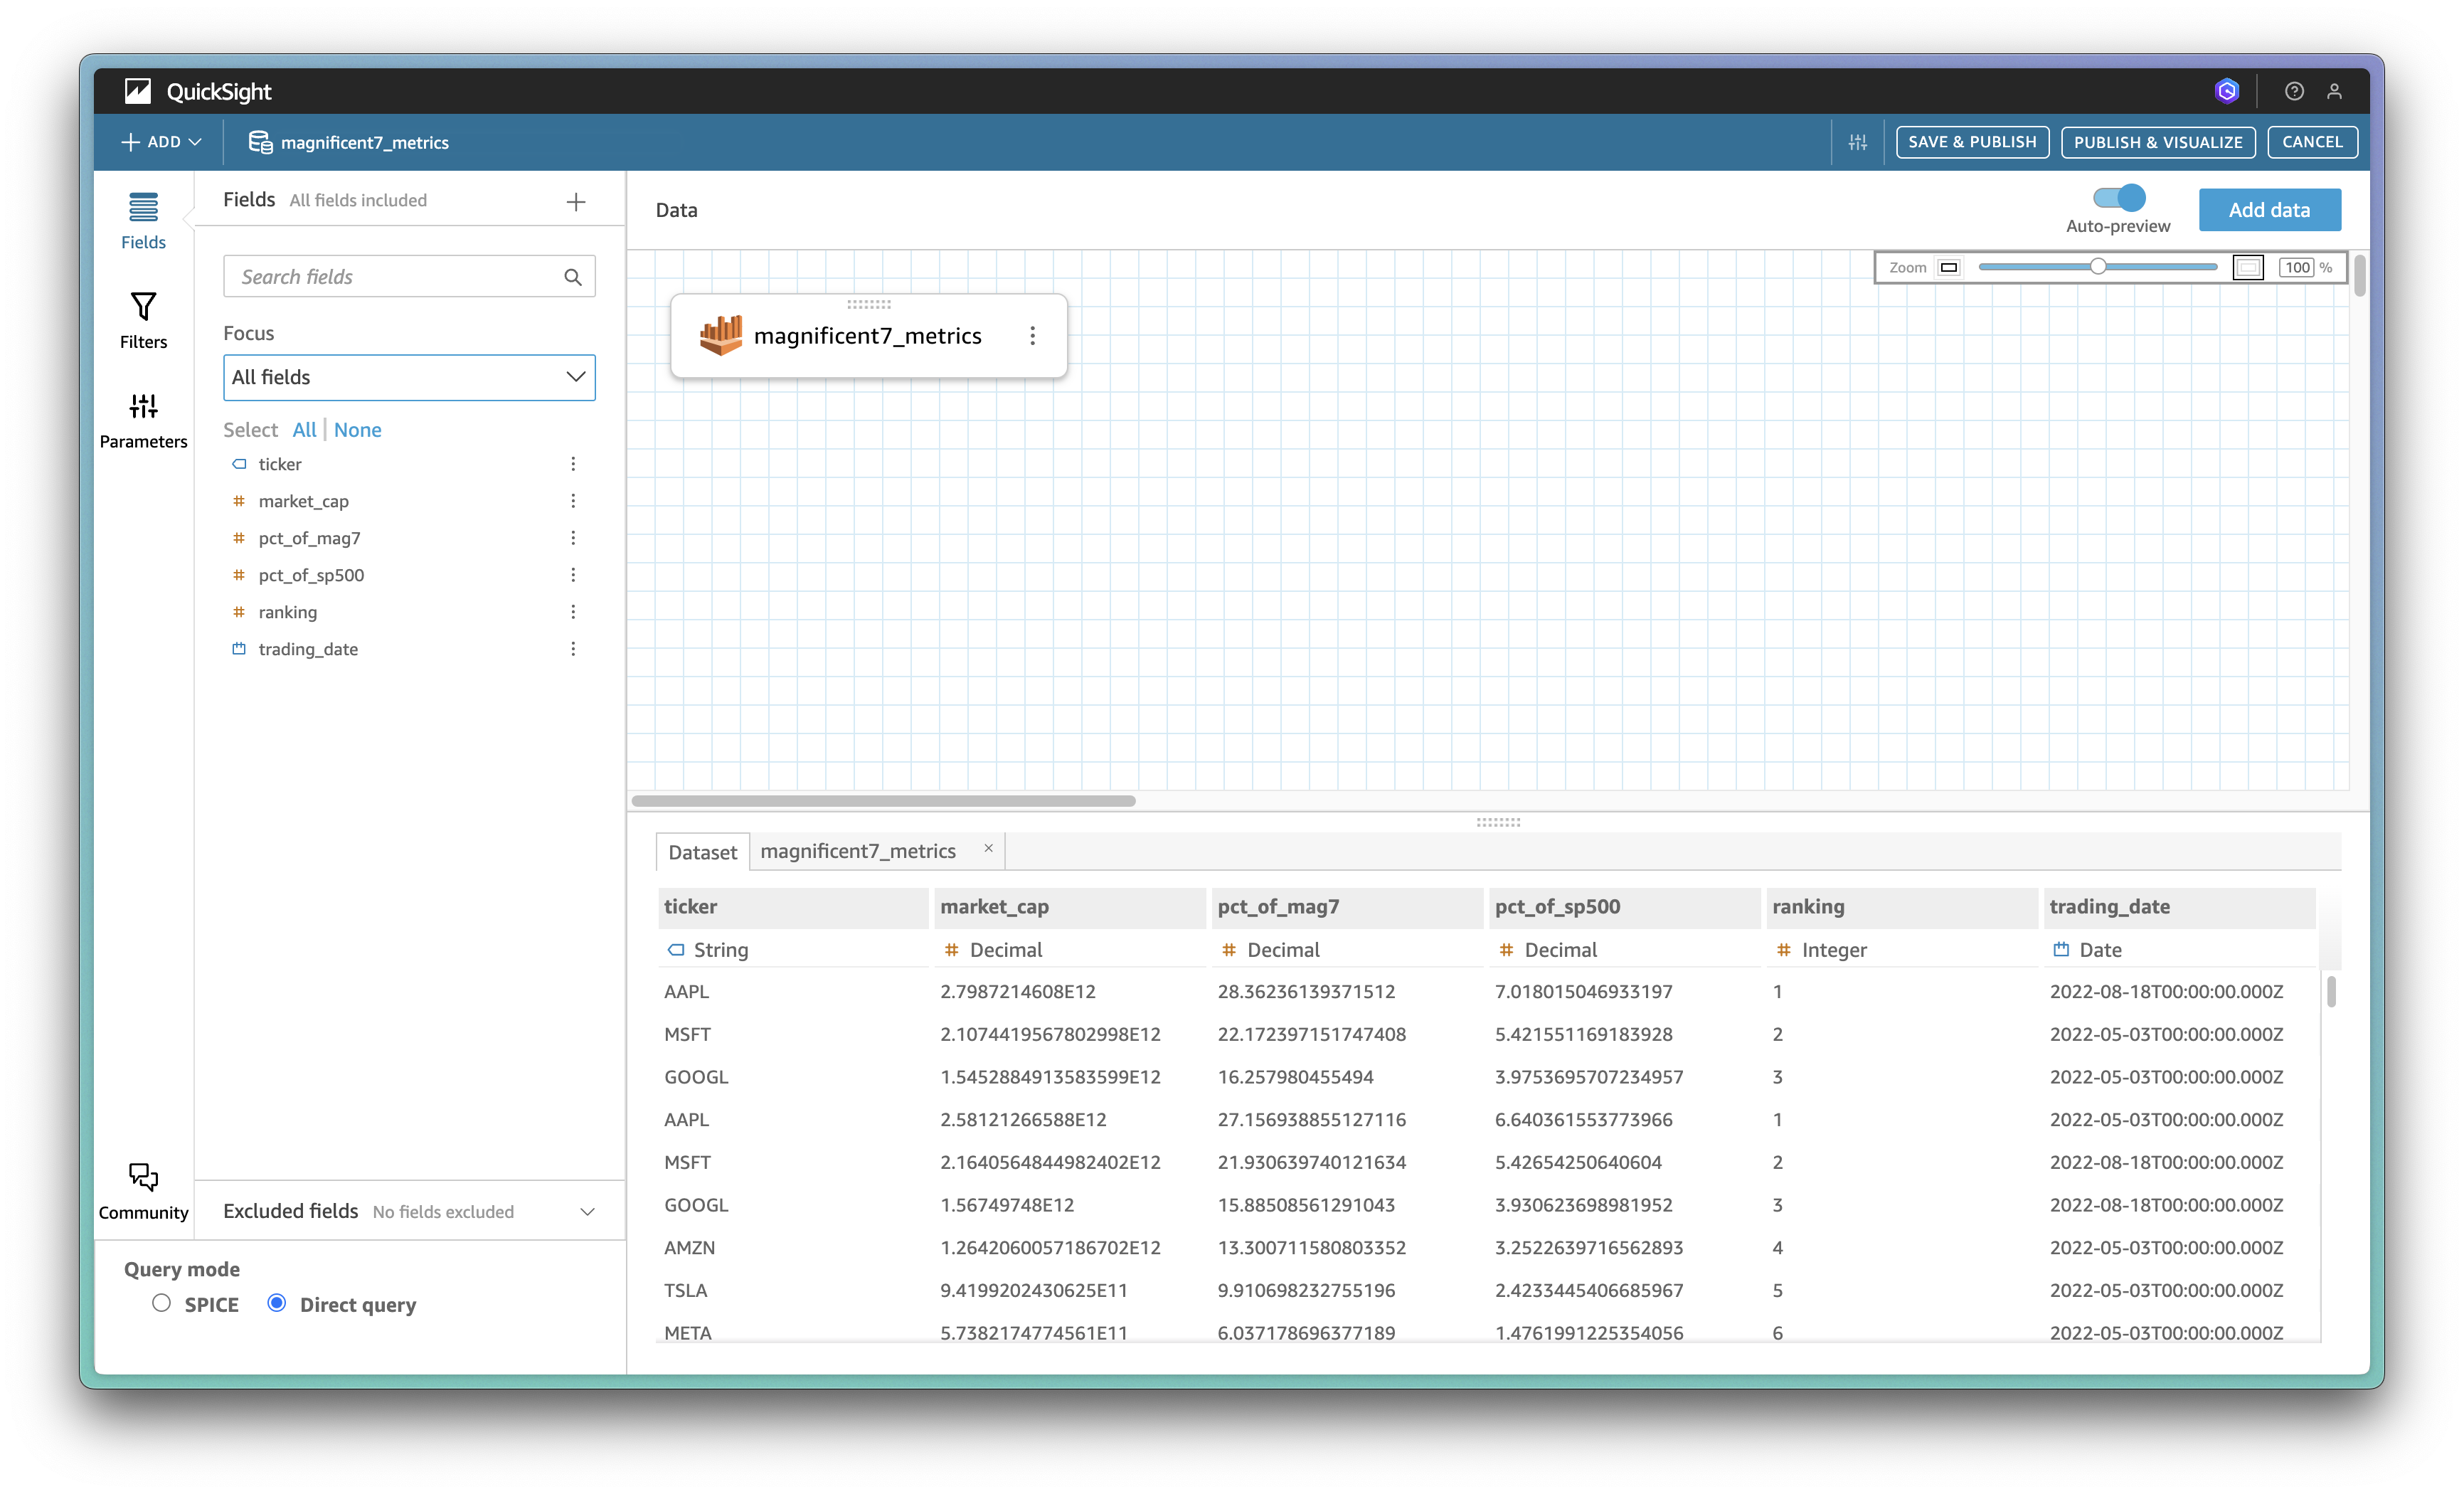 QuickSight
ADD magnificent7_metrics SAVE & PUBLISH PUBLISH & VISUALIZE CANCEL
Fields
Filters
Parameters
Community
Fields All fields included
Search fields
Focus
All fields
Select All None
ticker
market_cap
pct_of_mag7
pct_of_sp500
ranking
trading_date
Excluded fields No fields excluded
Query mode
SPICE Direct query
Data
Auto-preview
Add data
Zoom 100 %
magnificent7_metrics
Dataset magnificent7_metrics ×
ticker market_cap pct_of_mag7 pct_of_sp500 ranking trading_date
String # Decimal # Decimal # Decimal # Integer Date
AAPL 2.7987214608E12 28.36236139371512 7.018015046933197 1 2022-08-18T00:00:00.000Z
MSFT 2.1074419567802998E12 22.172397151747408 5.421551169183928 2 2022-05-03T00:00:00.000Z
GOOGL 1.5452884913583599E12 16.257980455494 3.9753695707234957 3 2022-05-03T00:00:00.000Z
AAPL 2.58121266588E12 27.156938855127116 6.640361553773966 1 2022-05-03T00:00:00.000Z
MSFT 2.1640564844982402E12 21.930639740121634 5.42654250640604 2 2022-08-18T00:00:00.000Z
GOOGL 1.56749748E12 15.88508561291043 3.930623698981952 3 2022-08-18T00:00:00.000Z
AMZN 1.2642060057186702E12 13.300711580803352 3.2522639716562893 4 2022-05-03T00:00:00.000Z
TSLA 9.4199202430625E11 9.910698232755196 2.4233445406685967 5 2022-05-03T00:00:00.000Z
META 5.7382174774561E11 6.037178696377189 1.4761991225354056 6 2022-05-03T00:00:00.000Z